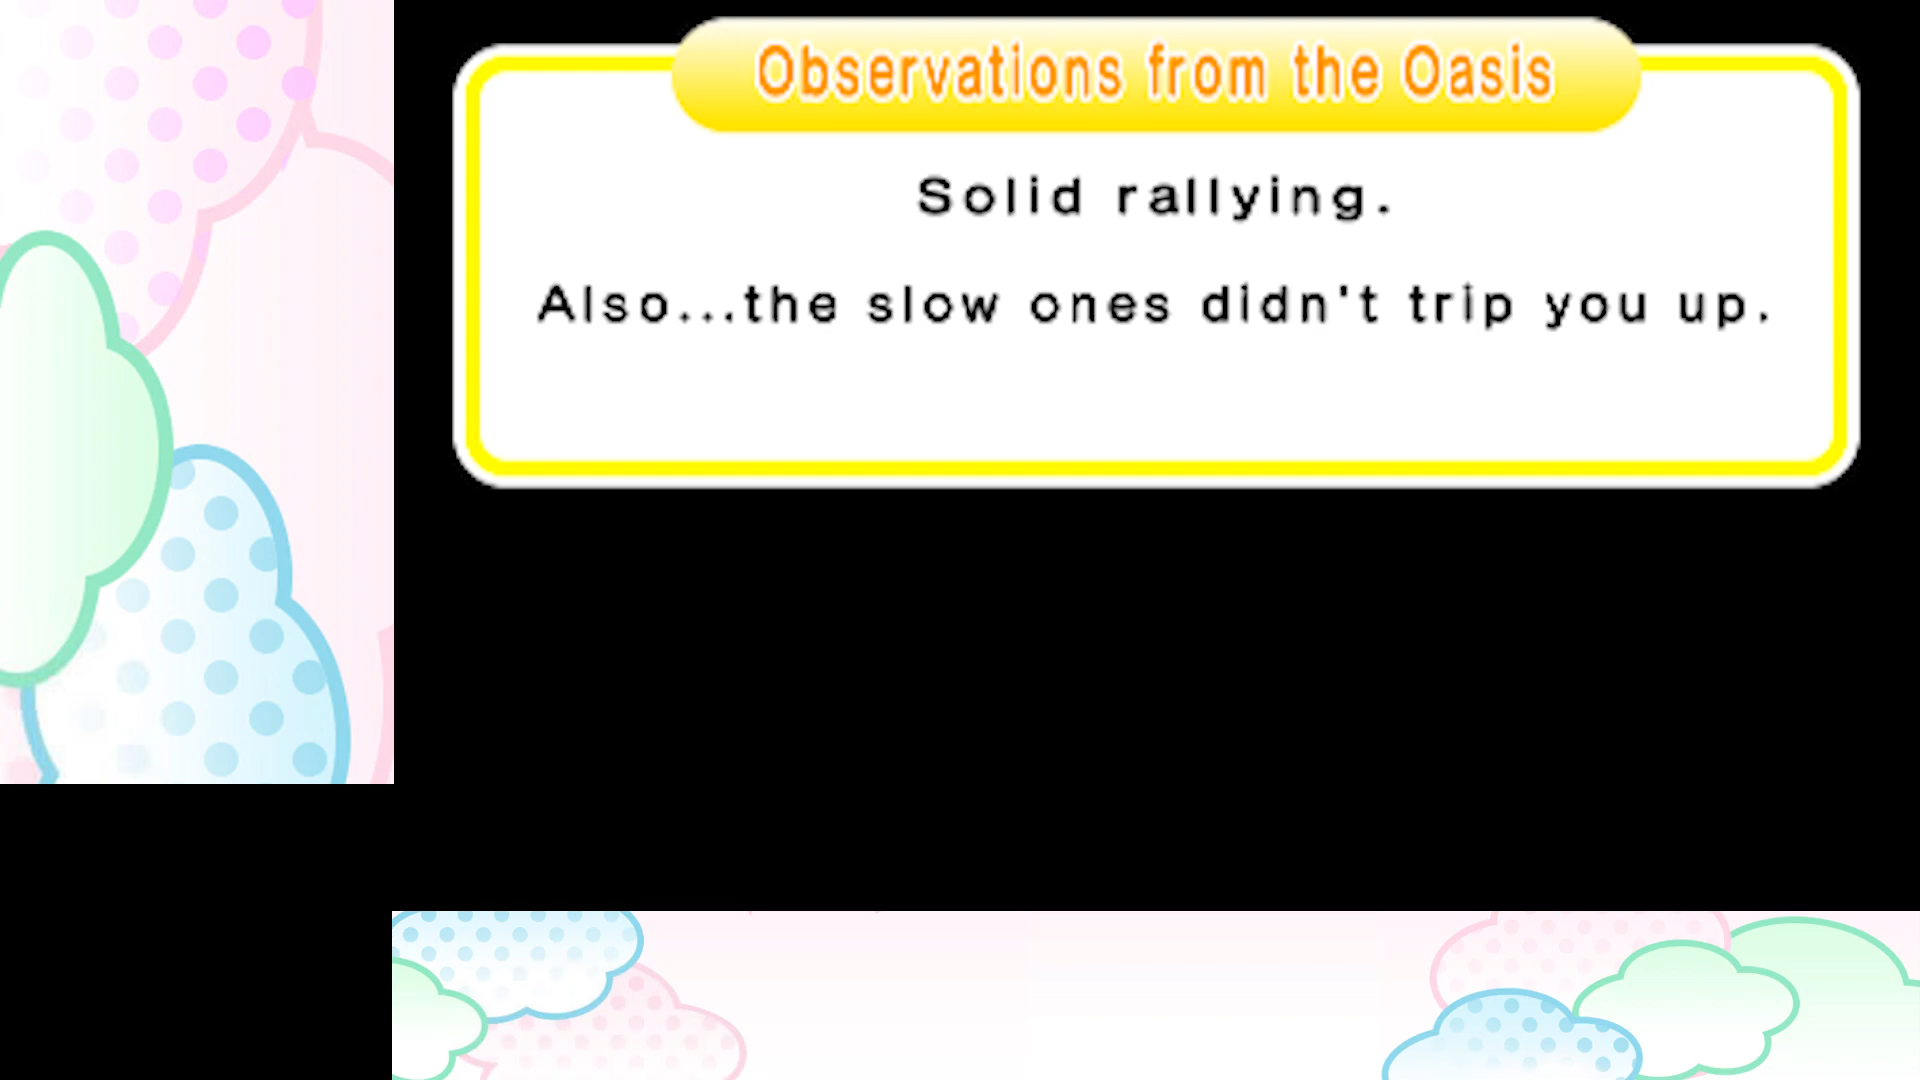 Observations from the Oasis
Solid rallying.
Also...the slow ones didn't trip you up.